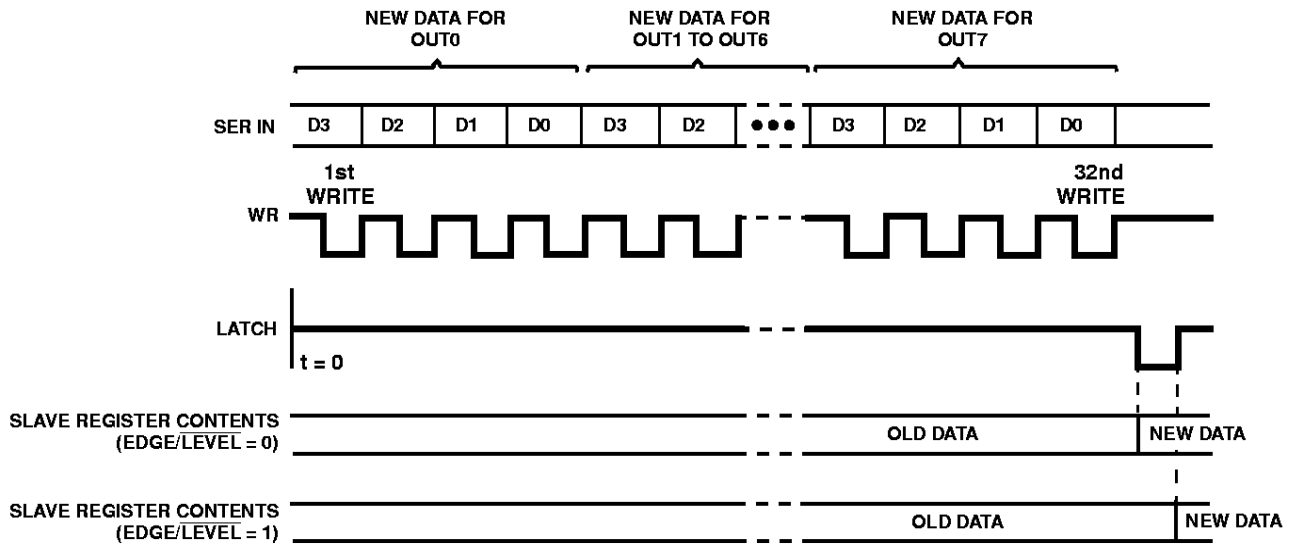 NEW DATA FOR
OUT0
NEW DATA FOR
OUT1 TO OUT6
NEW DATA FOR
OUT7
SER IN D3 D2 D1 D0 D3 D2 ●●● D3 D2 D1 D0
1st
WRITE
32nd
WRITE
WR
LATCH
t = 0
SLAVE REGISTER CONTENTS
(EDGE/LEVEL = 0)
OLD DATA NEW DATA
SLAVE REGISTER CONTENTS
(EDGE/LEVEL = 1)
OLD DATA NEW DATA